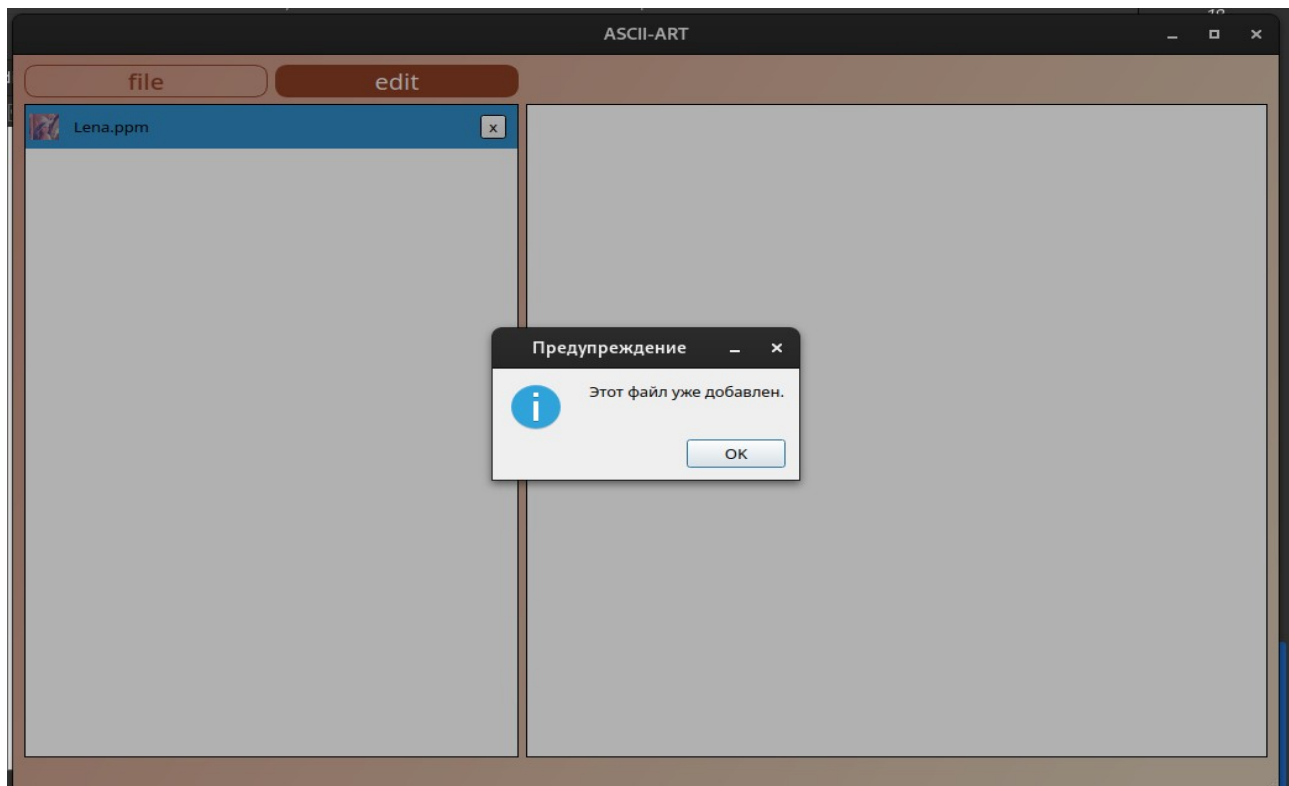 ASCII-ART
file
edit
Lena.ppm
x
Предупреждение
Этот файл уже добавлен.
OK